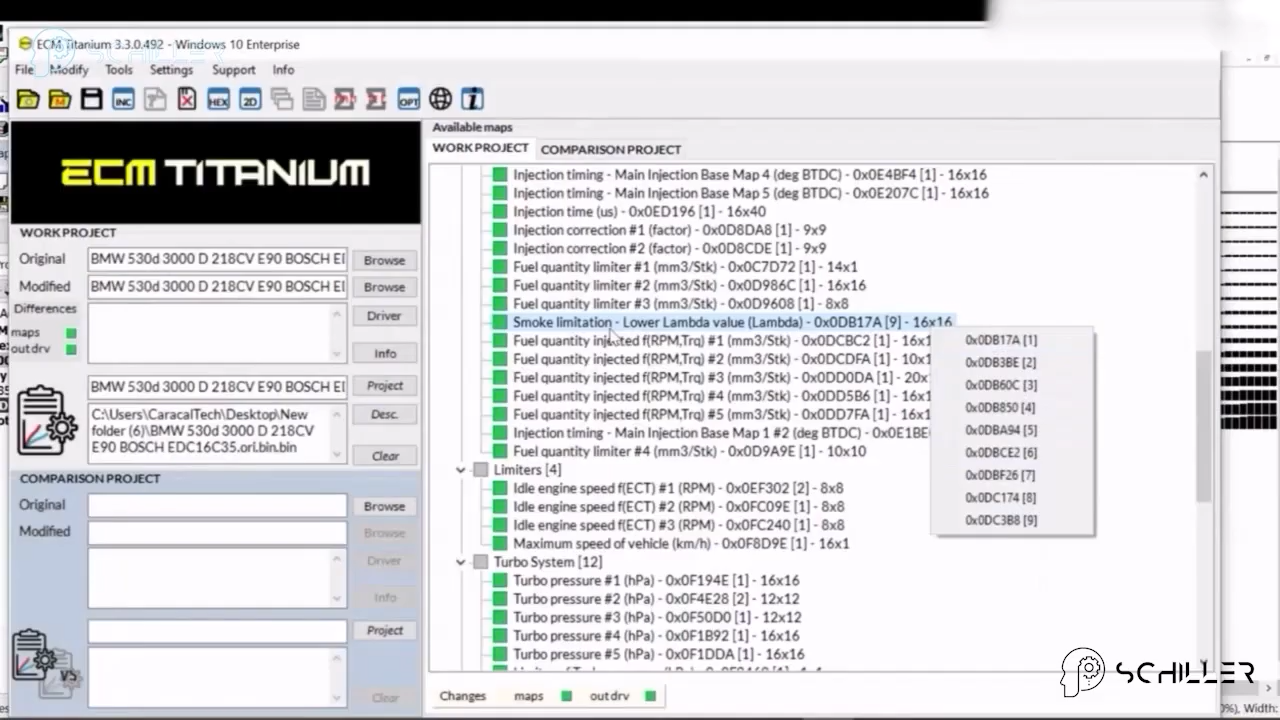 ECM Titanium 3.3.0.492 - Windows 10 Enterprise
SCHILLER
File Modify Tools Settings Support Info
INC HEX 2D OPT
ECM TITANIUM
WORK PROJECT
Original BMW 530d 3000 D 218CV E90 BOSCH EI Browse
Modified BMW 530d 3000 D 218CV E90 BOSCH EI Browse
Differences
maps
out drv
Driver
Info
BMW 530d 3000 D 218CV E90 BOSCH EI Project
C:\Users\CaracalTech\Desktop\New
folder (6)\BMW 530d 3000 D 218CV
E90 BOSCH EDC16C35.ori.bin.bin
Desc.
Clear
COMPARISON PROJECT
Original Browse
Modified Browse
Driver
Info
Project
VS
Clear
Available maps
WORK PROJECT COMPARISON PROJECT
Injection timing - Main Injection Base Map 4 (deg BTDC) - 0x0E4BF4 [1] - 16x16
Injection timing - Main Injection Base Map 5 (deg BTDC) - 0x0E207C [1] - 16x16
Injection time (us) - 0x0ED196 [1] - 16x40
Injection correction #1 (factor) - 0x0D8DA8 [1] - 9x9
Injection correction #2 (factor) - 0x0D8CDE [1] - 9x9
Fuel quantity limiter #1 (mm3/Stk) - 0x0C7D72 [1] - 14x1
Fuel quantity limiter #2 (mm3/Stk) - 0x0D986C [1] - 16x16
Fuel quantity limiter #3 (mm3/Stk) - 0x0D9608 [1] - 8x8
Smoke limitation - Lower Lambda value (Lambda) - 0x0DB17A [9] - 16x16
Fuel quantity injected f(RPM,Trq) #1 (mm3/Stk) - 0x0DCBC2 [1] - 16x1
Fuel quantity injected f(RPM,Trq) #2 (mm3/Stk) - 0x0DCDFA [1] - 10x1
Fuel quantity injected f(RPM,Trq) #3 (mm3/Stk) - 0x0DD0DA [1] - 20x
Fuel quantity injected f(RPM,Trq) #4 (mm3/Stk) - 0x0DD5B6 [1] - 16x1
Fuel quantity injected f(RPM,Trq) #5 (mm3/Stk) - 0x0DD7FA [1] - 16x1
Injection timing - Main Injection Base Map 1 #2 (deg BTDC) - 0x0E1BE
Fuel quantity limiter #4 (mm3/Stk) - 0x0D9A9E [1] - 10x10
Limiters [4]
Idle engine speed f(ECT) #1 (RPM) - 0x0EF302 [2] - 8x8
Idle engine speed f(ECT) #2 (RPM) - 0x0FC09E [1] - 8x8
Idle engine speed f(ECT) #3 (RPM) - 0x0FC240 [1] - 8x8
Maximum speed of vehicle (km/h) - 0x0F8D9E [1] - 16x1
Turbo System [12]
Turbo pressure #1 (hPa) - 0x0F194E [1] - 16x16
Turbo pressure #2 (hPa) - 0x0F4E28 [2] - 12x12
Turbo pressure #3 (hPa) - 0x0F50D0 [1] - 12x12
Turbo pressure #4 (hPa) - 0x0F1B92 [1] - 16x16
Turbo pressure #5 (hPa) - 0x0F1DDA [1] - 16x16
0x0DB17A [1]
0x0DB3BE [2]
0x0DB60C [3]
0x0DB850 [4]
0x0DBA94 [5]
0x0DBCE2 [6]
0x0DBF26 [7]
0x0DC174 [8]
0x0DC3B8 [9]
Changes maps out drv
SCHILLER
0%), Width: